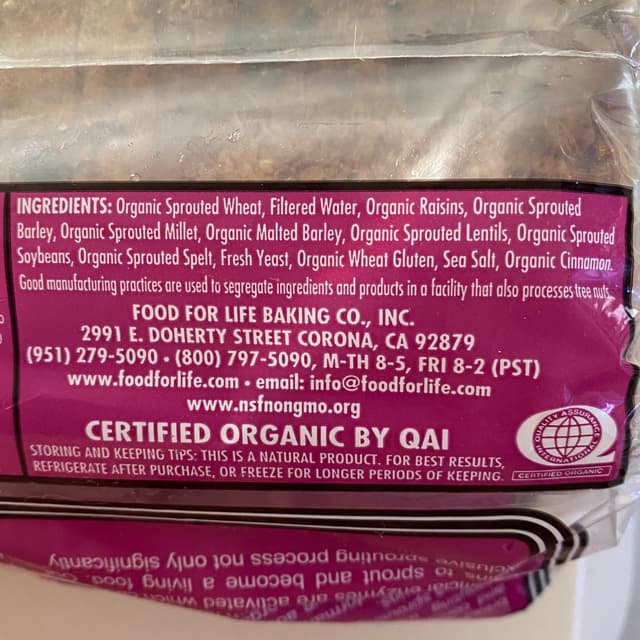 INGREDIENTS: Organic Sprouted Wheat, Filtered Water, Organic Raisins, Organic Sprouted
Barley, Organic Sprouted Millet, Organic Malted Barley, Organic Sprouted Lentils, Organic Sprouted
Soybeans, Organic Sprouted Spelt, Fresh Yeast, Organic Wheat Gluten, Sea Salt, Organic Cinnamon.
Good manufacturing practices are used to segregate ingredients and products in a facility that also processes tree nuts.
FOOD FOR LIFE BAKING CO., INC.
2991 E. DOHERTY STREET CORONA, CA 92879
(951) 279-5090 • (800) 797-5090, M-TH 8-5, FRI 8-2 (PST)
www.foodforlife.com • email: info@foodforlife.com
www.nsfnongmo.org
CERTIFIED ORGANIC BY QAI
STORING AND KEEPING TIPS: THIS IS A NATURAL PRODUCT. FOR BEST RESULTS,
REFRIGERATE AFTER PURCHASE, OR FREEZE FOR LONGER PERIODS OF KEEPING.
QUALITY ASSURANCE
INTERNATIONAL
CERTIFIED ORGANIC
enzymes are activated which
to sprout and become a living food.
exclusive sprouting process not only significantly